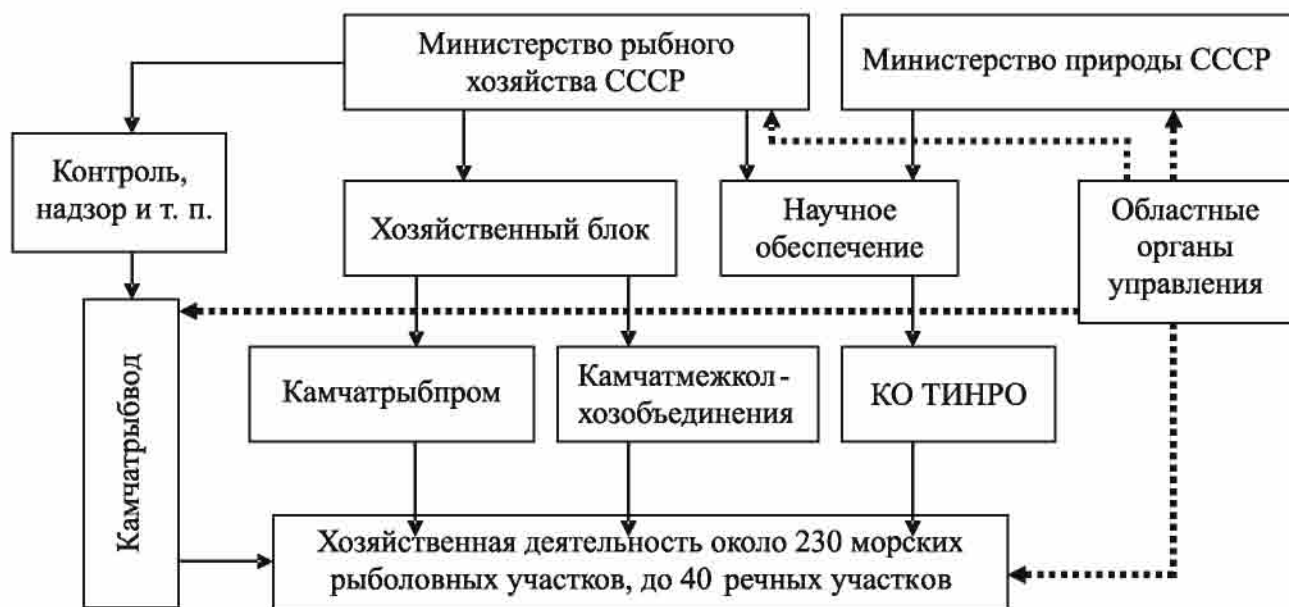 Министерство рыбного
хозяйства СССР
Министерство природы СССР
Контроль,
надзор и т. п.
Хозяйственный блок
Научное
обеспечение
Областные
органы
управления
Камчатрыбвод
Камчатрыбпром
Камчатмежкол-
хозобъединения
КО ТИНРО
Хозяйственная деятельность около 230 морских
рыболовных участков, до 40 речных участков